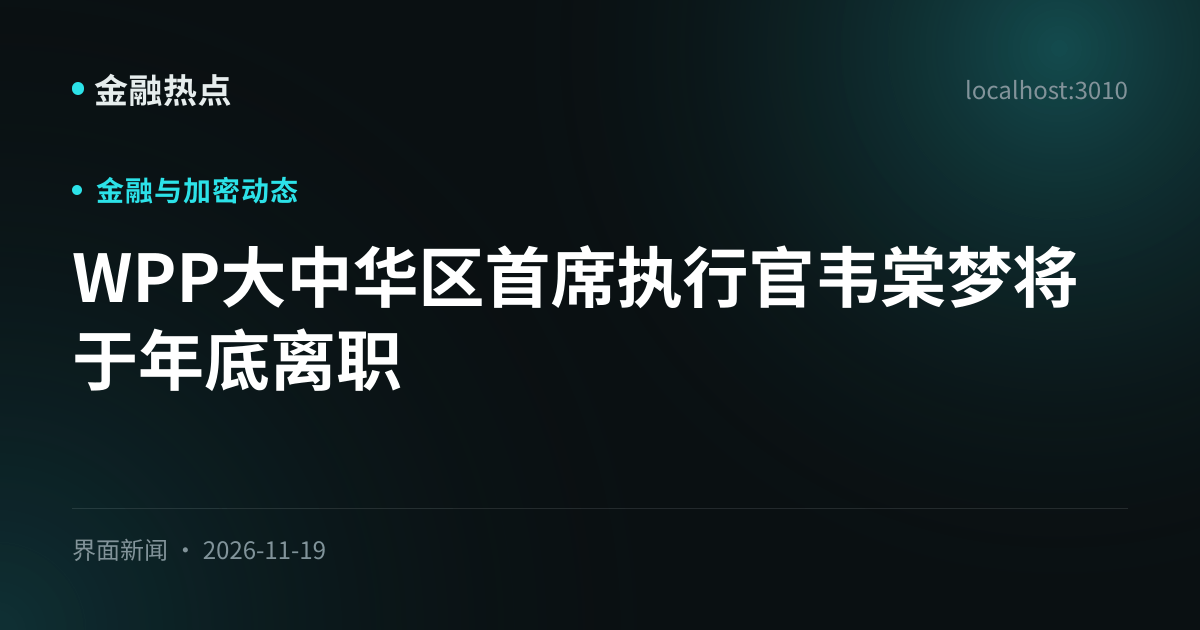 金融热点
localhost:3010
金融与加密动态
WPP大中华区首席执行官韦棠梦将
于年底离职
界面新闻 · 2026-11-19